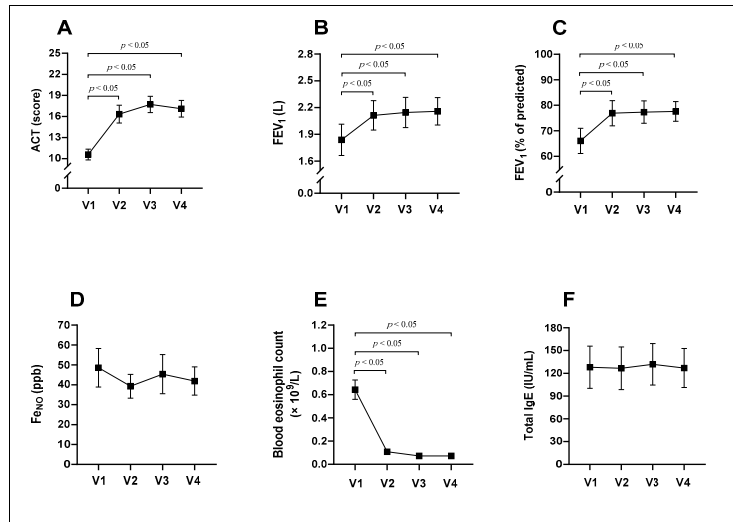 A
ACT (score)
25
22
19
16
13
10
0
p < 0.05
p < 0.05
p < 0.05
V1 V2 V3 V4
B
FEV1 (L)
2.8
2.5
2.2
1.9
1.6
0.0
p < 0.05
p < 0.05
p < 0.05
V1 V2 V3 V4
C
FEV1 (% of predicted)
100
90
80
70
60
0
p < 0.05
p < 0.05
p < 0.05
V1 V2 V3 V4
D
FeNO (ppb)
70
60
50
40
30
20
10
0
V1 V2 V3 V4
E
Blood eosinophil count
(× 10⁹/L)
1.2
1.0
0.8
0.6
0.4
0.2
0.0
p < 0.05
p < 0.05
p < 0.05
V1 V2 V3 V4
F
Total IgE (IU/mL)
180
150
120
90
60
30
0
V1 V2 V3 V4